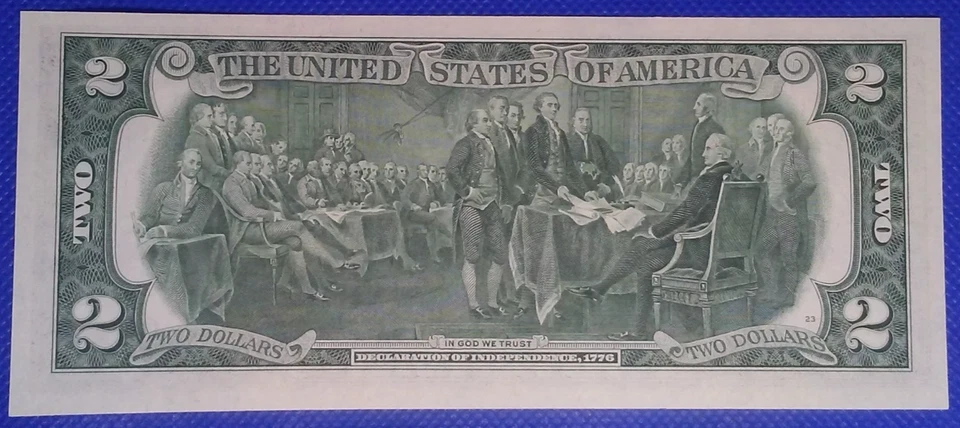 2 THE UNITED STATES OF AMERICA 2
TWO TWO
23
2 TWO DOLLARS IN GOD WE TRUST TWO DOLLARS 2
DECLARATION OF INDEPENDENCE, 1776